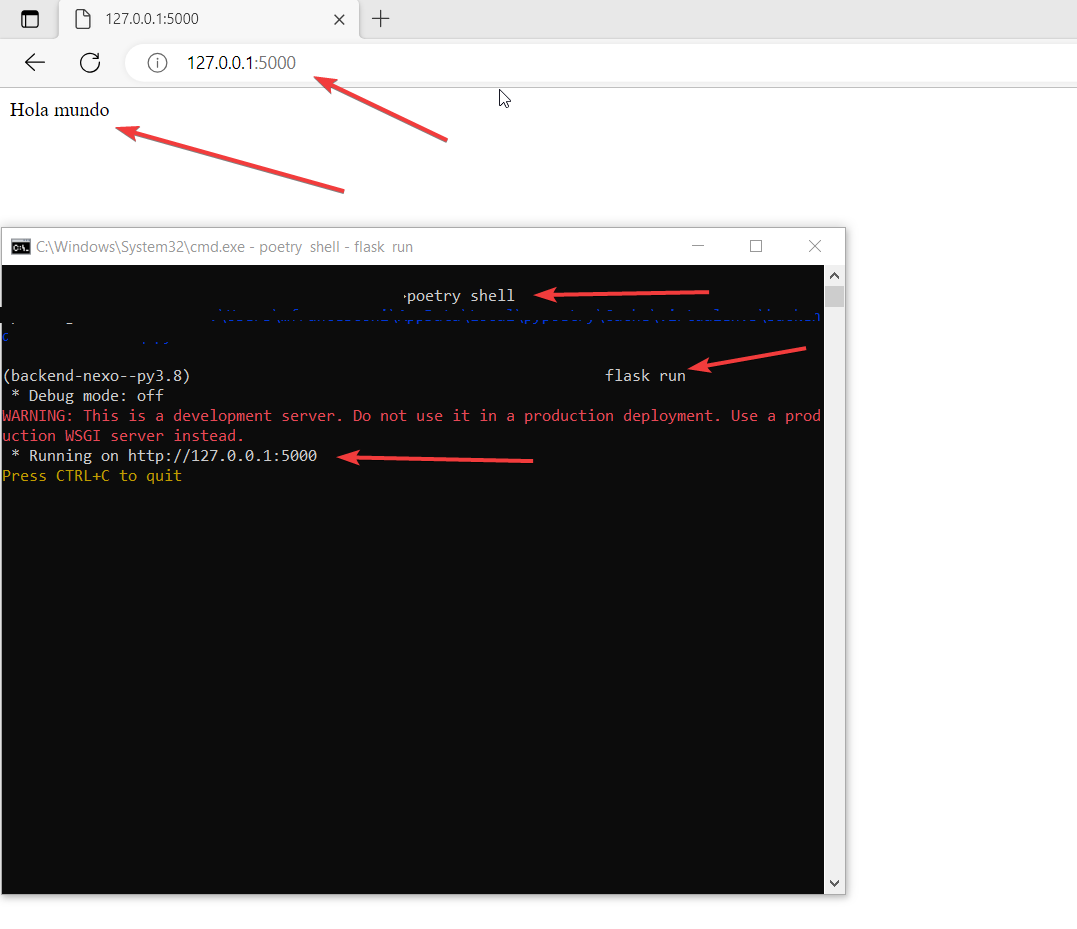 127.0.0.1:5000
127.0.0.1:5000
Hola mundo
C:\Windows\System32\cmd.exe - poetry shell - flask run
poetry shell
(backend-nexo--py3.8) flask run
* Debug mode: off
WARNING: This is a development server. Do not use it in a production deployment. Use a prod
uction WSGI server instead.
* Running on http://127.0.0.1:5000
Press CTRL+C to quit